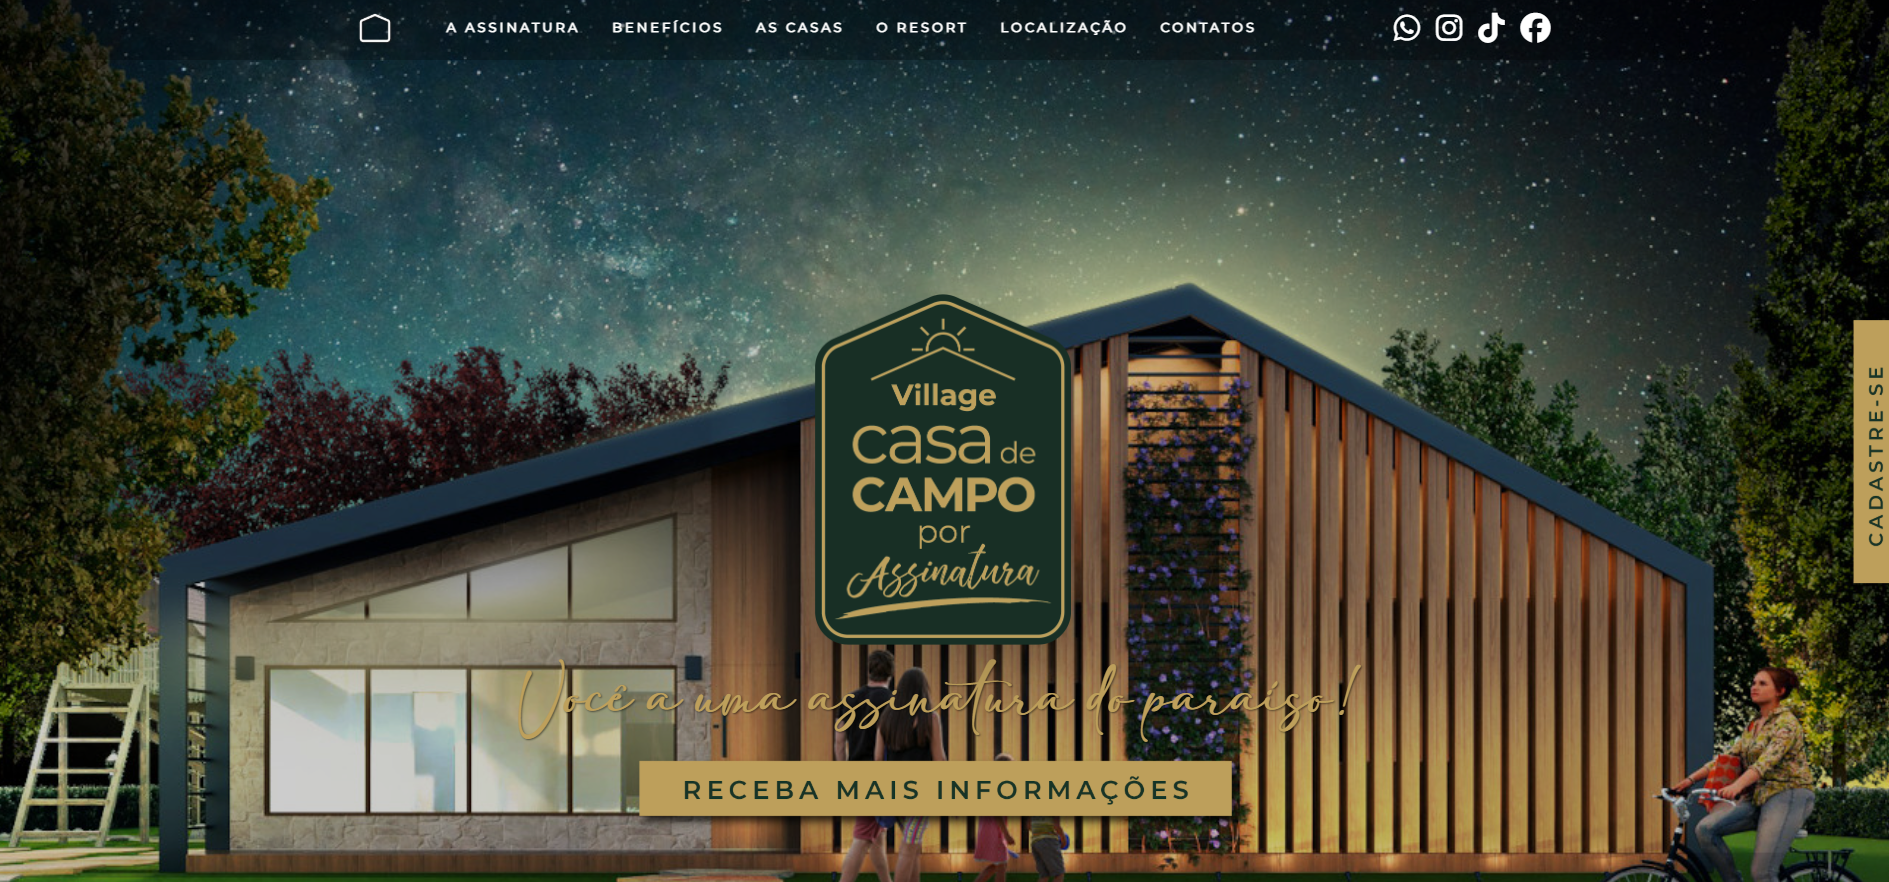 A ASSINATURA BENEFÍCIOS AS CASAS O RESORT LOCALIZAÇÃO CONTATOS
Village
casa de
CAMPO
por
Assinatura
Você a uma assinatura do paraíso!
RECEBA MAIS INFORMAÇÕES
CADASTRE-SE